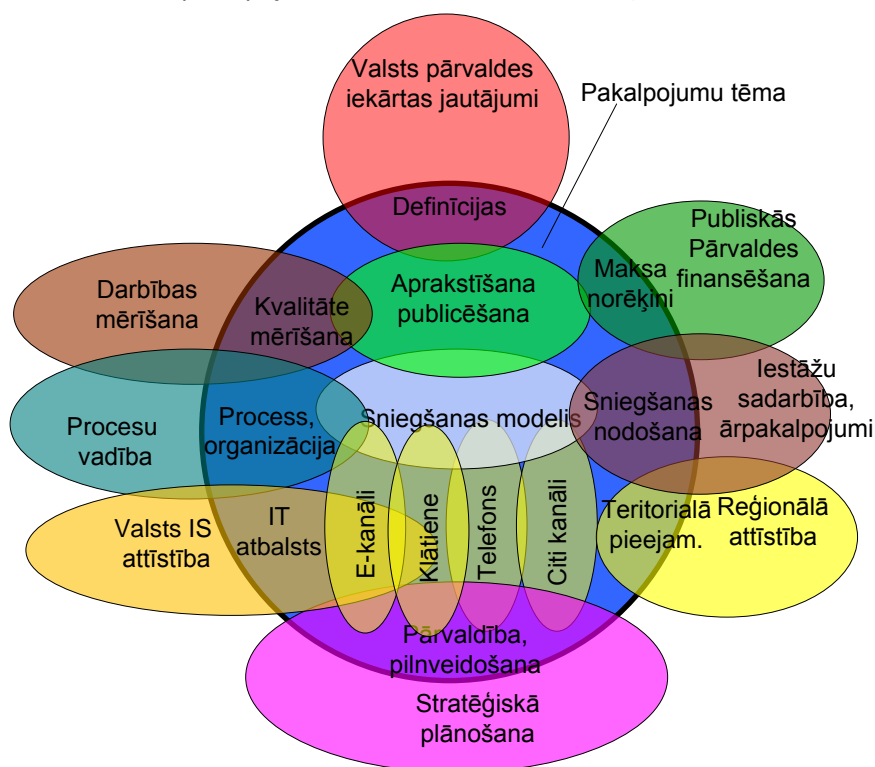 Valsts pārvaldes
iekārtas jautājumi
Pakalpojumu tēma
Definīcijas
Publiskās
Pārvaldes
finansēšana
Maksa
norēķini
Darbības
mērīšana
Kvalitāte
mērīšana
Aprakstīšana
publicēšana
Iestāžu
sadarbība,
ārpakalpojumi
Sniegšanas
nodošana
Sniegšanas modelis
Process,
organizācija
Procesu
vadība
Valsts IS
attīstība
IT
atbalsts
E-kanāli
Klātiene
Telefons
Citi kanāli
Teritorialā
pieejam.
Reģionālā
attīstība
Pārvaldība,
pilnveidošana
Stratēģiskā
plānošana